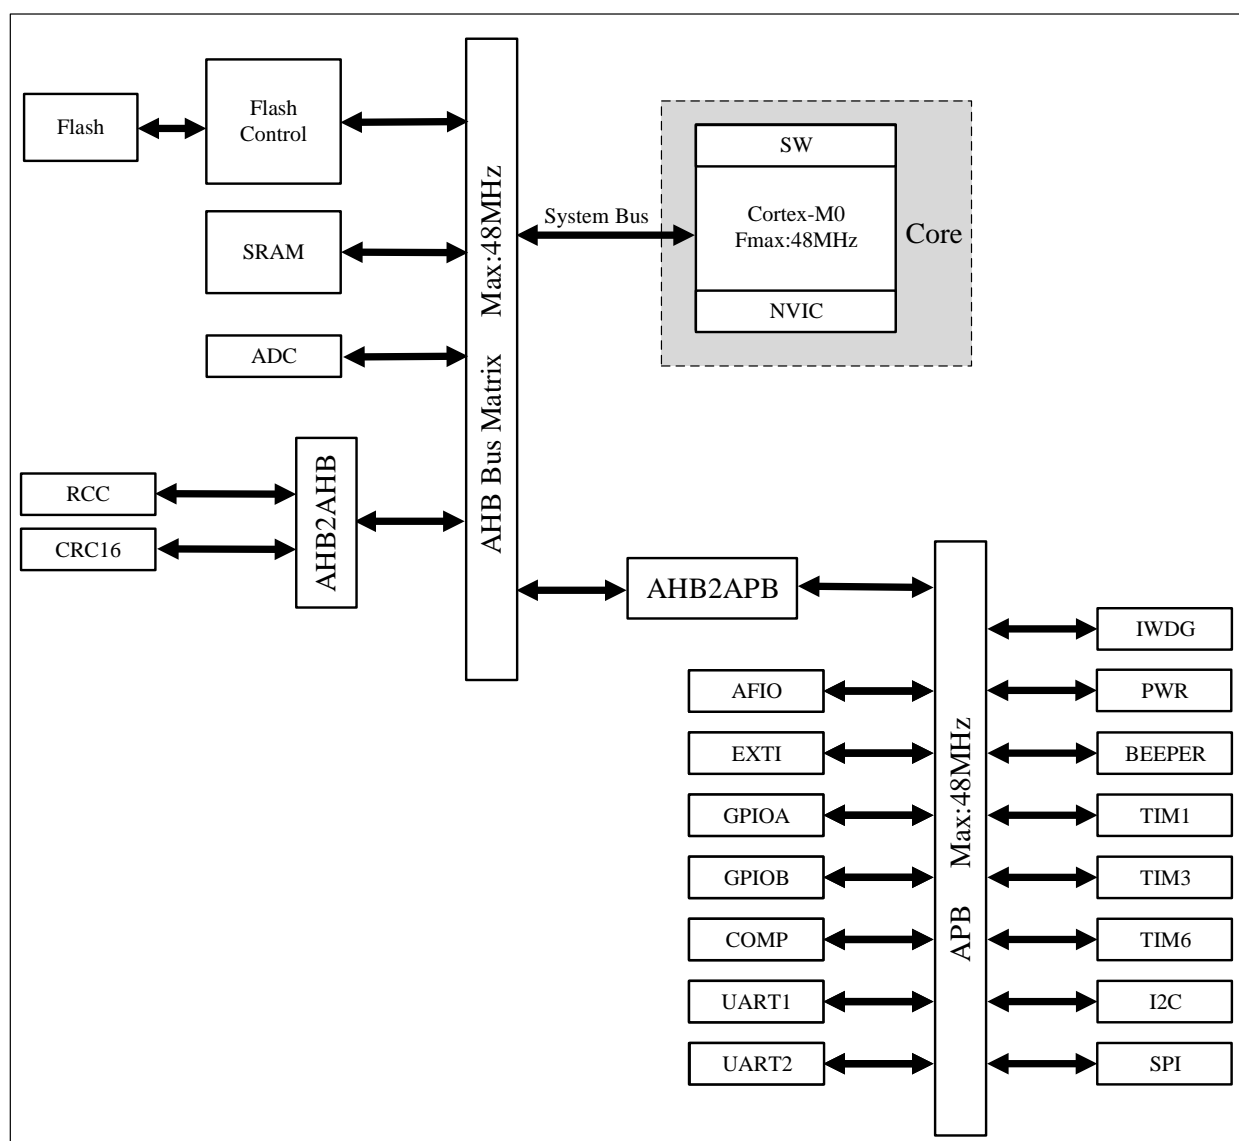 Flash
Flash
Control
SRAM
ADC
RCC
CRC16
AHB2AHB
AHB Bus Matrix Max:48MHz
System Bus
SW
Cortex-M0
Fmax:48MHz
NVIC
Core
AHB2APB
APB Max:48MHz
AFIO
EXTI
GPIOA
GPIOB
COMP
UART1
UART2
IWDG
PWR
BEEPER
TIM1
TIM3
TIM6
I2C
SPI